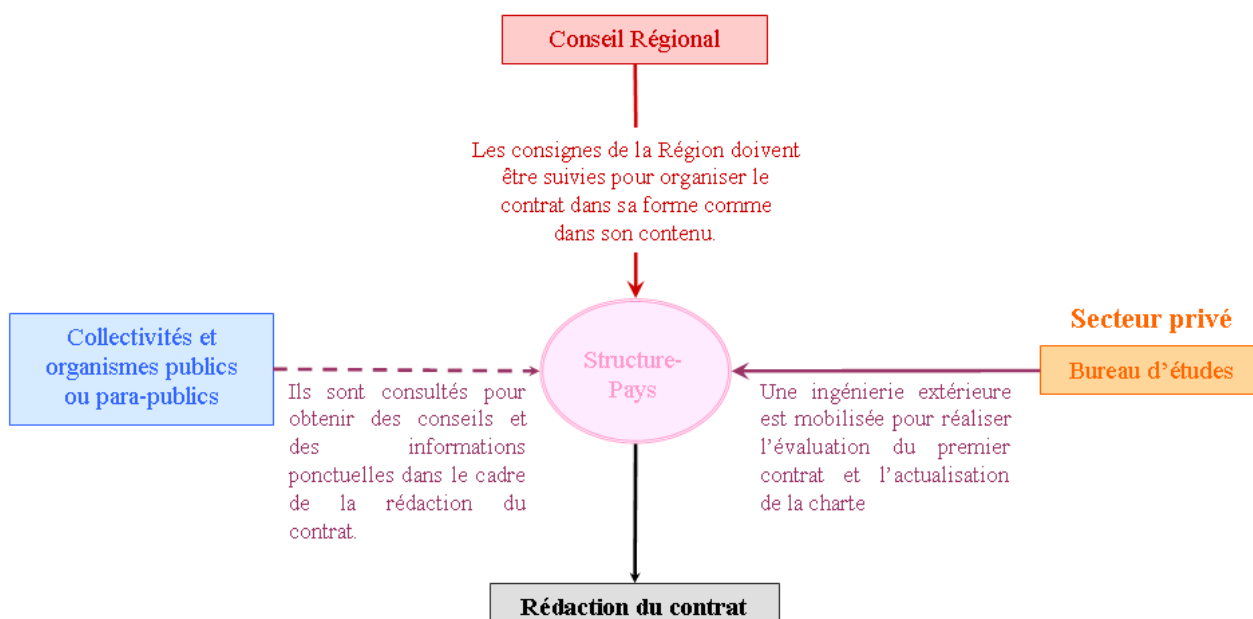 Conseil Régional
Les consignes de la Région doivent
être suivies pour organiser le
contrat dans sa forme comme
dans son contenu.
Collectivités et
organismes publics
ou para-publics
Ils sont consultés pour
obtenir des conseils et
des informations
ponctuelles dans le cadre
de la rédaction du
contrat.
Structure-
Pays
Secteur privé
Bureau d’études
Une ingénierie extérieure
est mobilisée pour réaliser
l’évaluation du premier
contrat et l’actualisation
de la charte
Rédaction du contrat